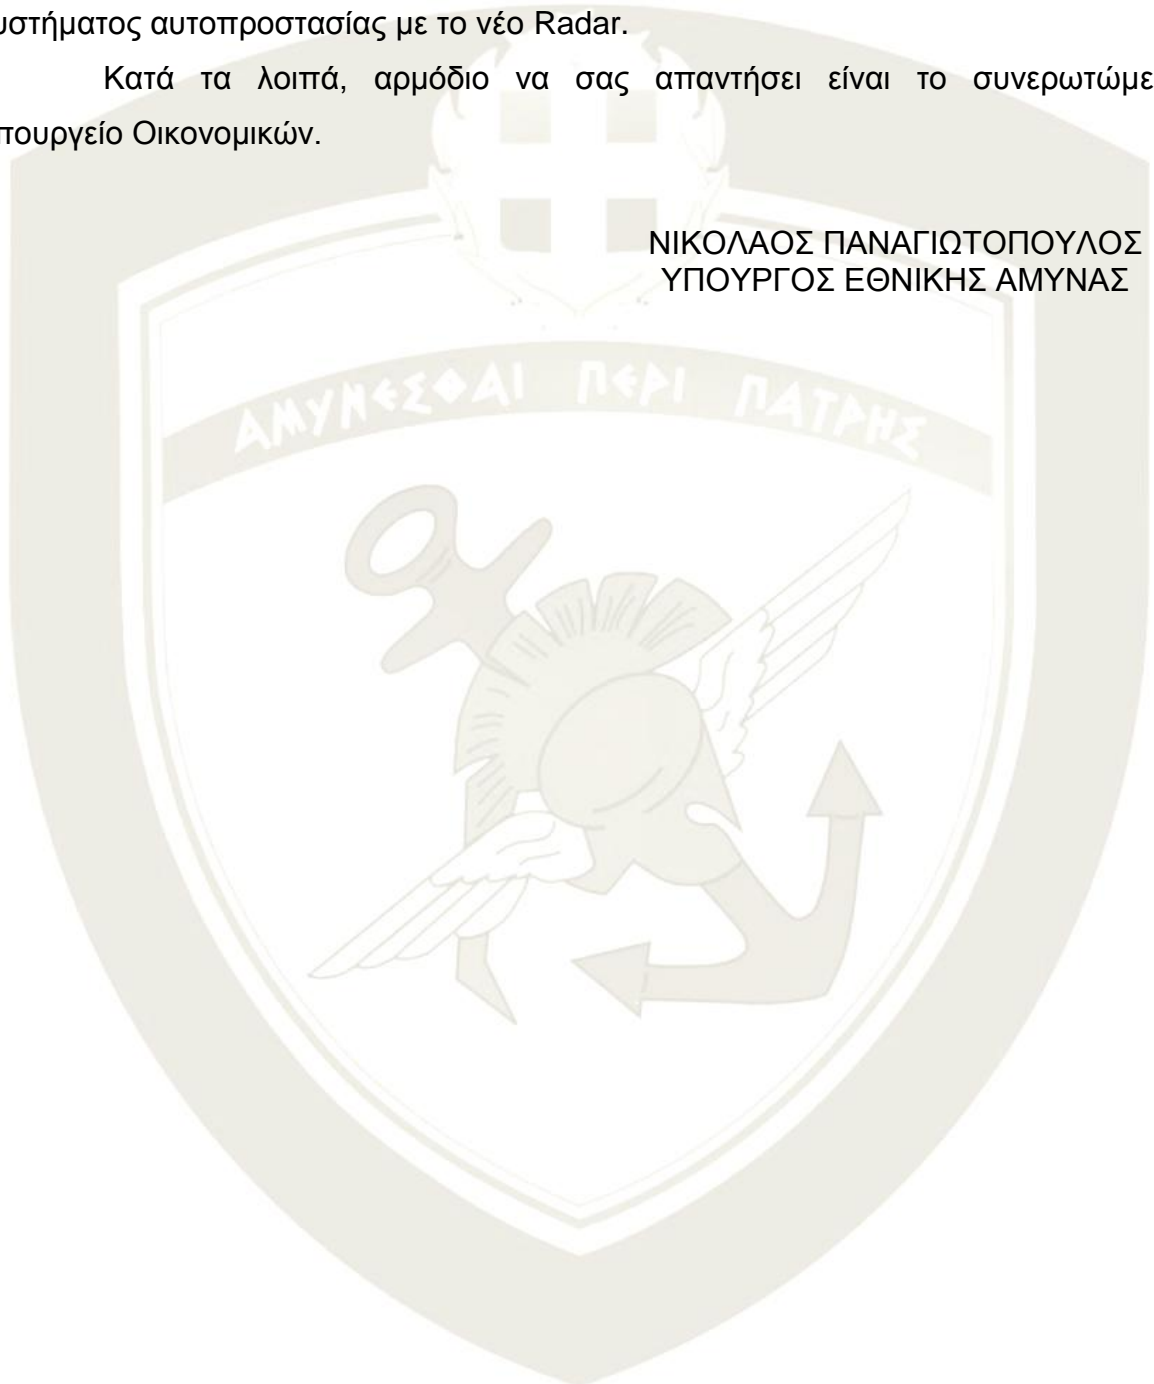 υστήματος αυτοπροστασίας με το νέο Radar.
Κατά τα λοιπά, αρμόδιο να σας απαντήσει είναι το συνερωτώμε
πουργείο Οικονομικών.
ΝΙΚΟΛΑΟΣ ΠΑΝΑΓΙΩΤΟΠΟΥΛΟΣ
ΥΠΟΥΡΓΟΣ ΕΘΝΙΚΗΣ ΑΜΥΝΑΣ
ΑΜΥΝΕΣΘΑΙ ΠΕΡΙ ΠΑΤΡΗΣ